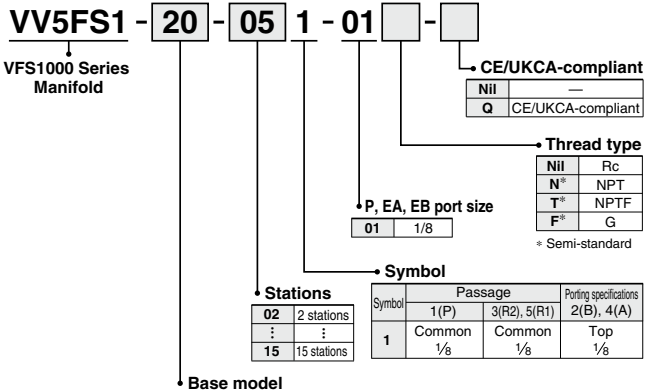 VV5FS1 - 20 - 05 1 - 01 -
VFS1000 Series
Manifold
CE/UKCA-compliant
Nil —
Q CE/UKCA-compliant
Thread type
Nil Rc
N* NPT
T* NPTF
F* G
* Semi-standard
P, EA, EB port size
01 1/8
Symbol
Symbol Passage Porting specifications
1(P) 3(R2), 5(R1) 2(B), 4(A)
1 Common Common Top
1/8 1/8 1/8
Stations
02 2 stations
⋮ ⋮
15 15 stations
Base model